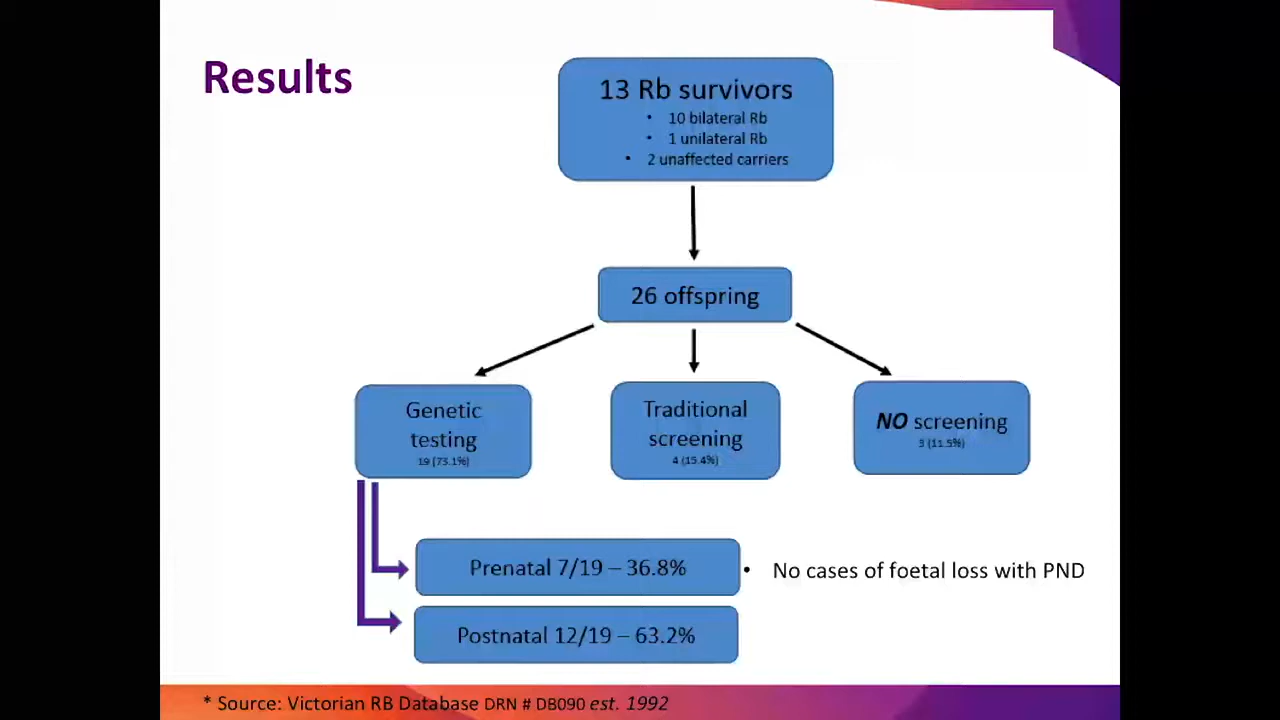 Results
13 Rb survivors
• 10 bilateral Rb
• 1 unilateral Rb
• 2 unaffected carriers
26 offspring
Genetic
testing
19 (73.1%)
Traditional
screening
4 (15.4%)
NO screening
3 (11.5%)
Prenatal 7/19 – 36.8%
• No cases of foetal loss with PND
Postnatal 12/19 – 63.2%
* Source: Victorian RB Database DRN # DB090 est. 1992